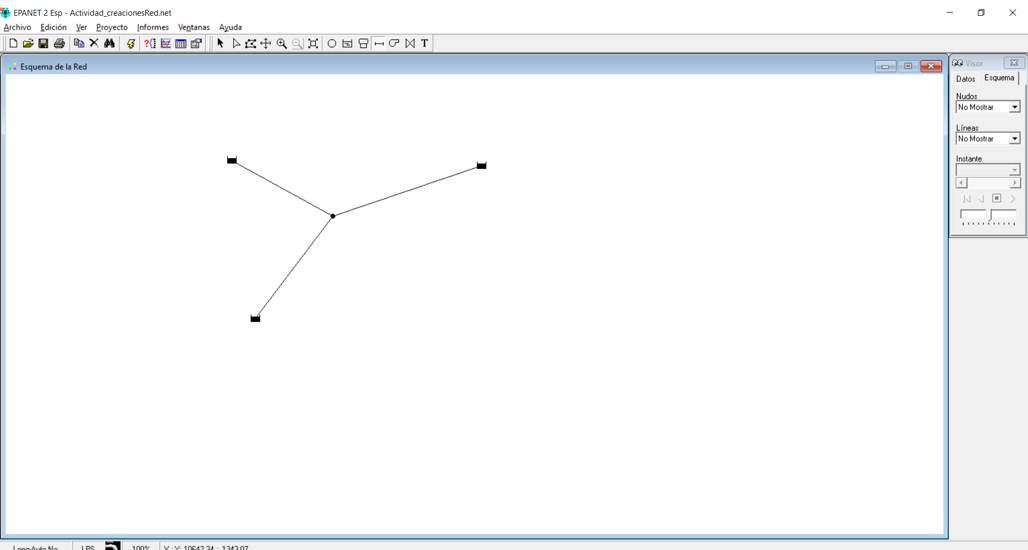 EPANET 2 Esp - Actividad_creacionesRed.net
Archivo Edición Ver Proyecto Informes Ventanas Ayuda
T
Esquema de la Red
Visor
Datos Esquema
Nudos
No Mostrar
Líneas
No Mostrar
Instante
Long-Auto No LPS 100% X,Y: 10642.34 ; 1343.07